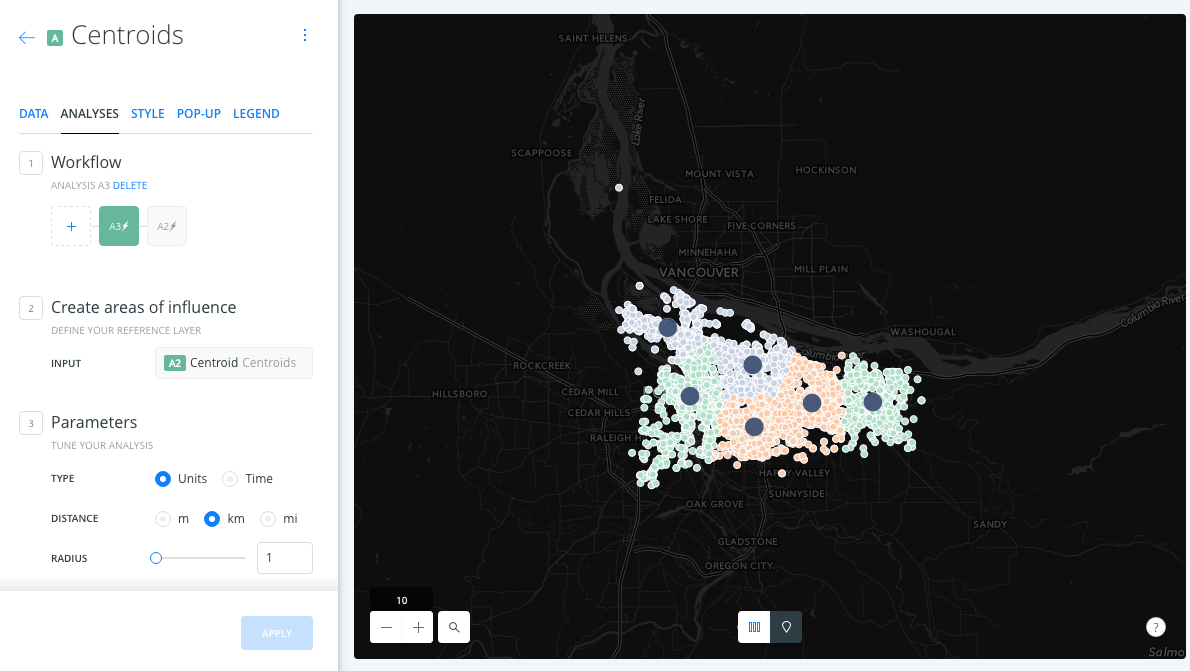 A Centroids
DATA ANALYSES STYLE POP-UP LEGEND
1 Workflow
ANALYSIS A3 DELETE
+ A3 A2
2 Create areas of influence
DEFINE YOUR REFERENCE LAYER
INPUT A2 Centroid Centroids
3 Parameters
TUNE YOUR ANALYSIS
TYPE Units Time
DISTANCE m km mi
RADIUS 1
APPLY
SAINT HELENS
Lake River
SCAPPOOSE
MOUNT VISTA
HOCKINSON
FELIDA
LAKE SHORE
FIVE CORNERS
MINNEHAHA
VANCOUVER
MILL PLAIN
Columbia River
WASHOUGAL
Columbia
ROCKCREEK
HILLSBORO
CEDAR MILL
CEDAR HILLS
RALEIGH H
HAPPY VALLEY
SUNNYSIDE
OAK GROVE
SANDY
GLADSTONE
OREGON CITY
10
?
Salmo